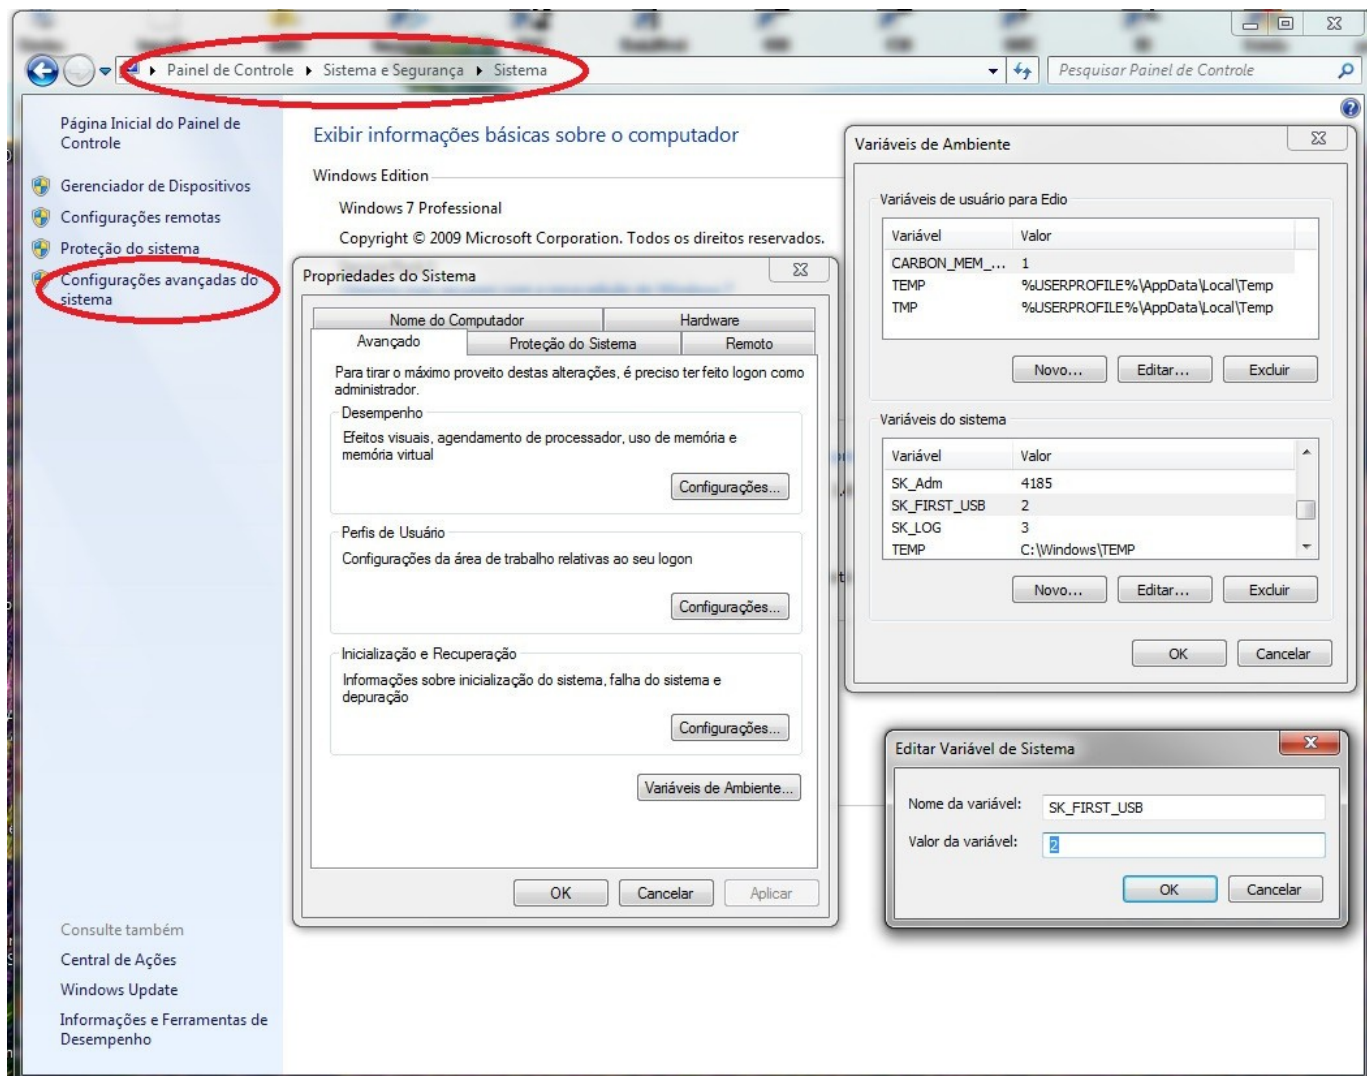 Painel de Controle ▸ Sistema e Segurança ▸ Sistema
Pesquisar Painel de Controle
Página Inicial do Painel de
Controle
Gerenciador de Dispositivos
Configurações remotas
Proteção do sistema
Configurações avançadas do
sistema
Consulte também
Central de Ações
Windows Update
Informações e Ferramentas de
Desempenho
Exibir informações básicas sobre o computador
Windows Edition
Windows 7 Professional
Copyright © 2009 Microsoft Corporation. Todos os direitos reservados.
Propriedades do Sistema
Nome do Computador Hardware
Avançado Proteção do Sistema Remoto
Para tirar o máximo proveito destas alterações, é preciso ter feito logon como
administrador.
Desempenho
Efeitos visuais, agendamento de processador, uso de memória e
memória virtual
Configurações...
Perfis de Usuário
Configurações da área de trabalho relativas ao seu logon
Configurações...
Inicialização e Recuperação
Informações sobre inicialização do sistema, falha do sistema e
depuração
Configurações...
Variáveis de Ambiente...
OK Cancelar Aplicar
Variáveis de Ambiente
Variáveis de usuário para Edio
Variável Valor
CARBON_MEM_... 1
TEMP %USERPROFILE%\AppData\Local\Temp
TMP %USERPROFILE%\AppData\Local\Temp
Novo... Editar... Excluir
Variáveis do sistema
Variável Valor
SK_Adm 4185
SK_FIRST_USB 2
SK_LOG 3
TEMP C:\Windows\TEMP
Novo... Editar... Excluir
OK Cancelar
Editar Variável de Sistema
Nome da variável: SK_FIRST_USB
Valor da variável: 2
OK Cancelar